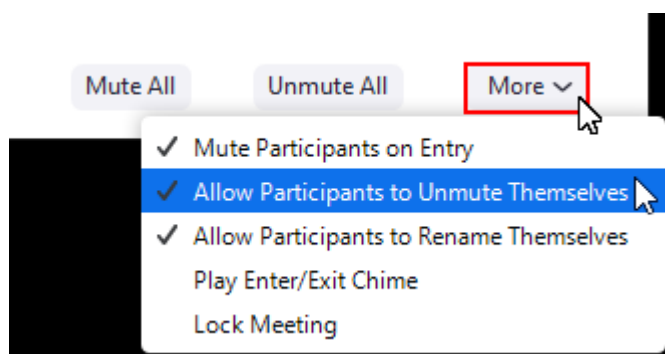 Mute All Unmute All More
Mute Participants on Entry
Allow Participants to Unmute Themselves
Allow Participants to Rename Themselves
Play Enter/Exit Chime
Lock Meeting